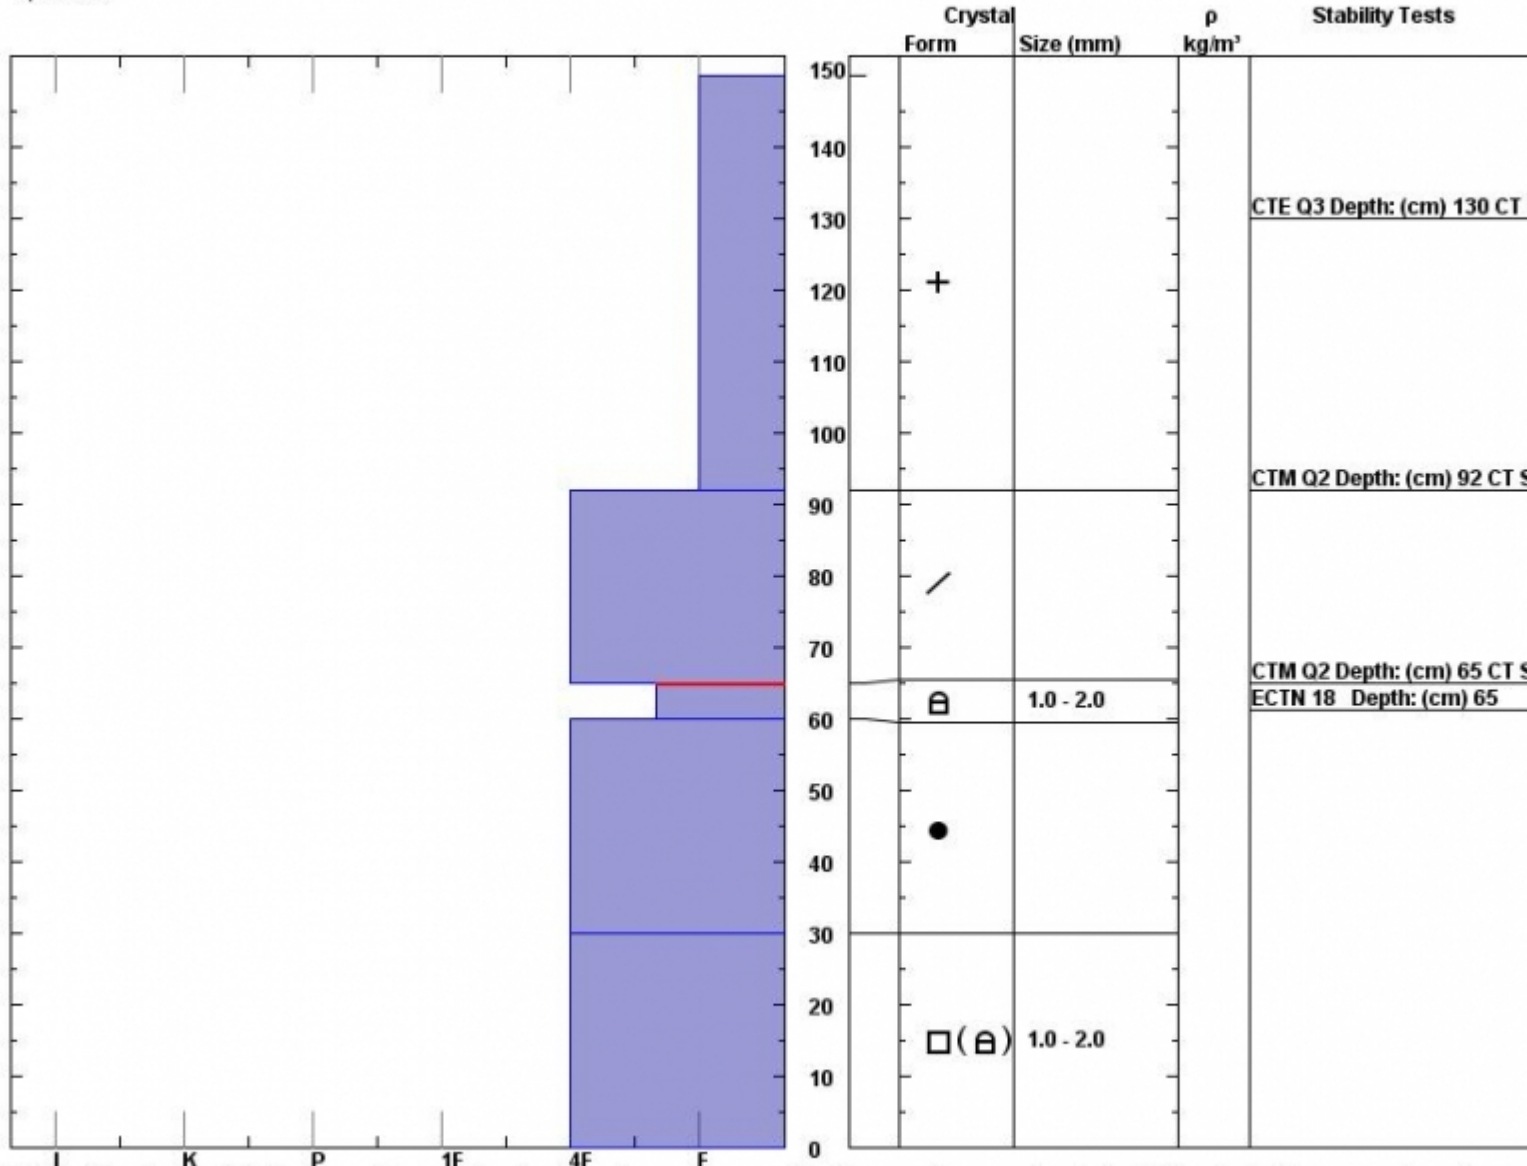 Crystal ρ Stability Tests
Form Size (mm) kg/m³
150
140
130 CTE Q3 Depth: (cm) 130 CT
+
120
110
100
CTM Q2 Depth: (cm) 92 CT S
90
80
70
CTM Q2 Depth: (cm) 65 CT S
1.0 - 2.0 ECTN 18 Depth: (cm) 65
60
50
40
30
20
( ) 1.0 - 2.0
10
0
I K P 1F 4F F